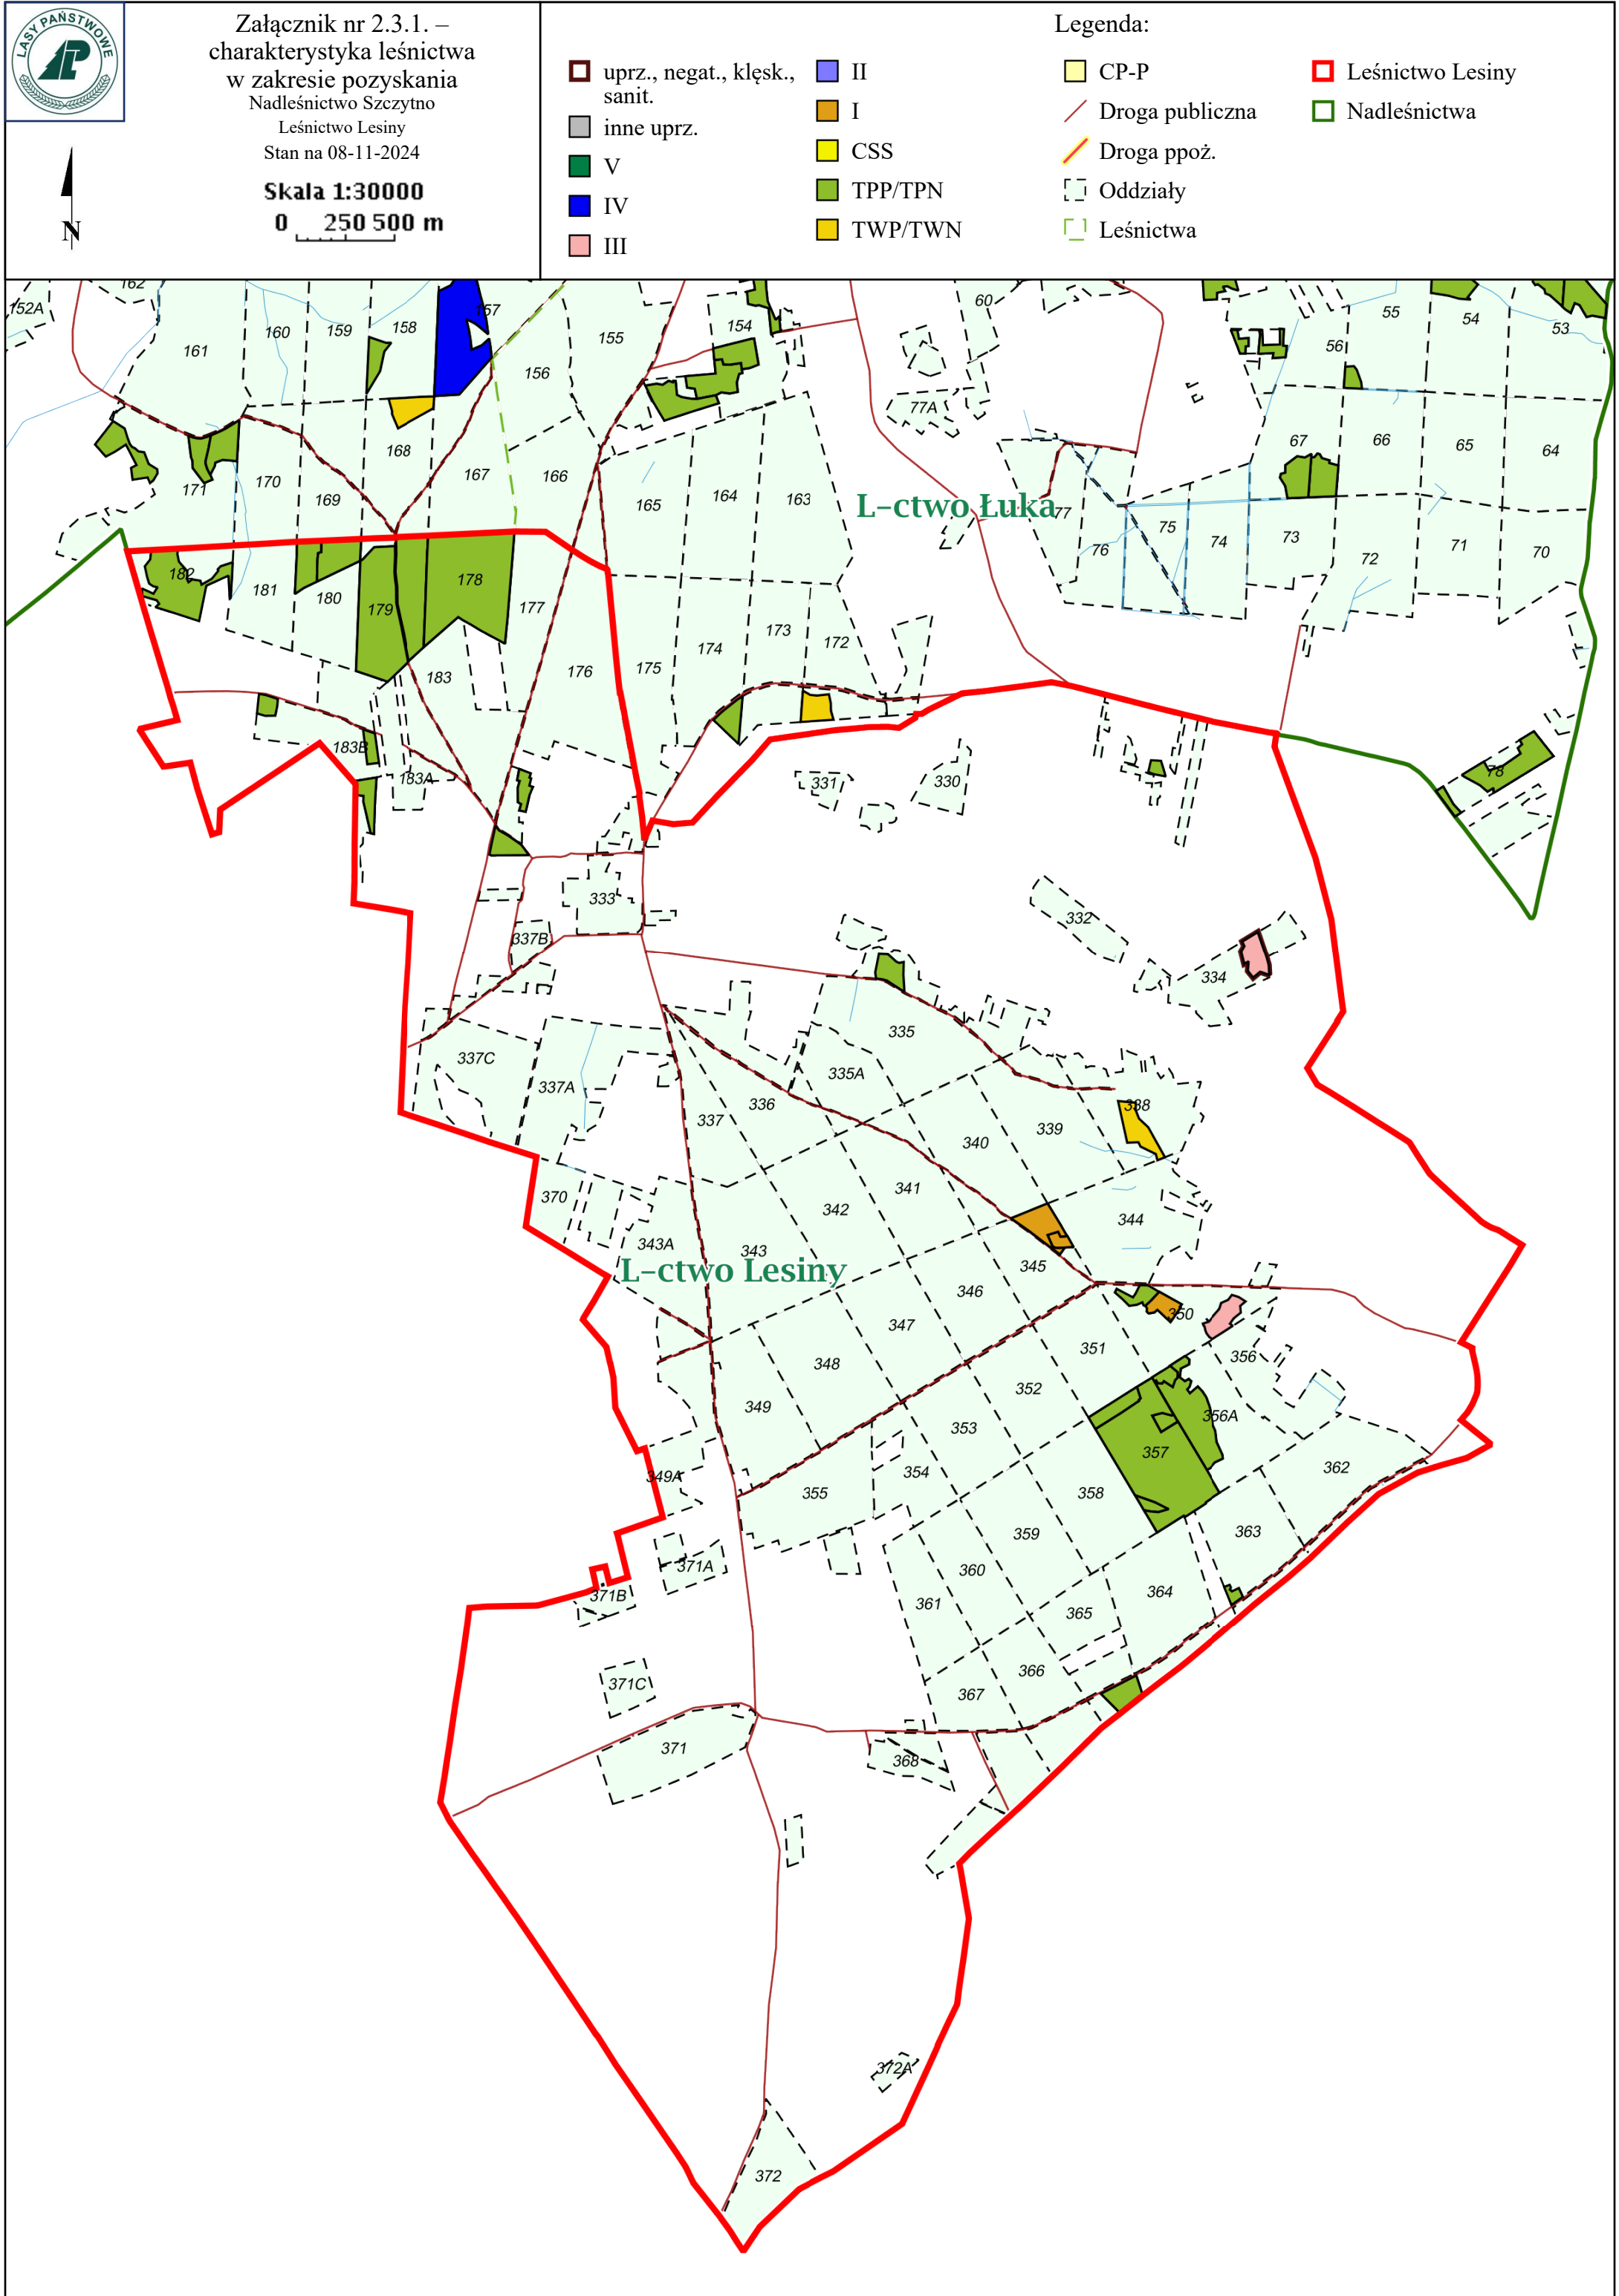 LASY PAŃSTWOWE
Załącznik nr 2.3.1. –
charakterystyka leśnictwa
w zakresie pozyskania
Nadleśnictwo Szczytno
Leśnictwo Lesiny
Stan na 08-11-2024
Skala 1:30000
0 250 500 m
N
Legenda:
uprz., negat., klęsk.,
sanit.
inne uprz.
V
IV
III
II
I
CSS
TPP/TPN
TWP/TWN
CP-P
Droga publiczna
Droga ppoż.
Oddziały
Leśnictwa
Leśnictwo Lesiny
Nadleśnictwa
162
152A
157
60
161
160
159
158
156
155
154
56
55
54
53
77A
171
170
169
168
167
166
165
164
163
L-ctwo Łuka
77
76
75
74
67
66
65
64
73
72
71
70
182
181
180
179
178
177
176
175
174
173
172
183
183B
183A
331
330
78
333
337B
332
334
337C
337A
335
335A
336
337
338
339
340
341
342
343
343A
344
370
L-ctwo Lesiny
345
346
347
348
349
350
351
352
353
354
355
356
356A
357
358
349A
359
360
361
362
363
364
365
366
367
371A
371B
371C
371
368
372A
372